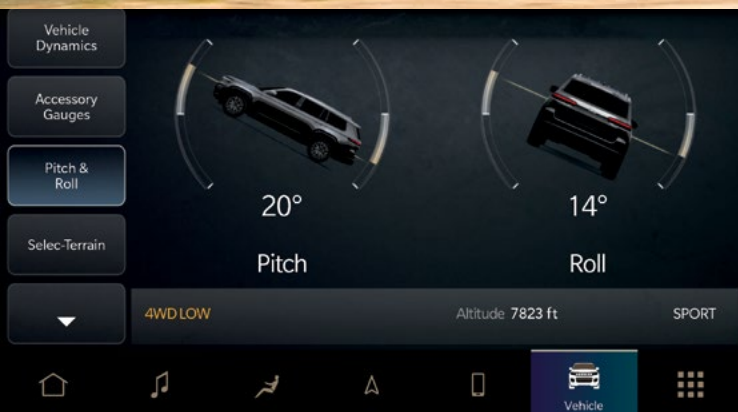 Vehicle
Dynamics
Accessory
Gauges
Pitch &
Roll
Selec-Terrain
20°
Pitch
14°
Roll
4WD LOW
Altitude 7823 ft
SPORT
Vehicle